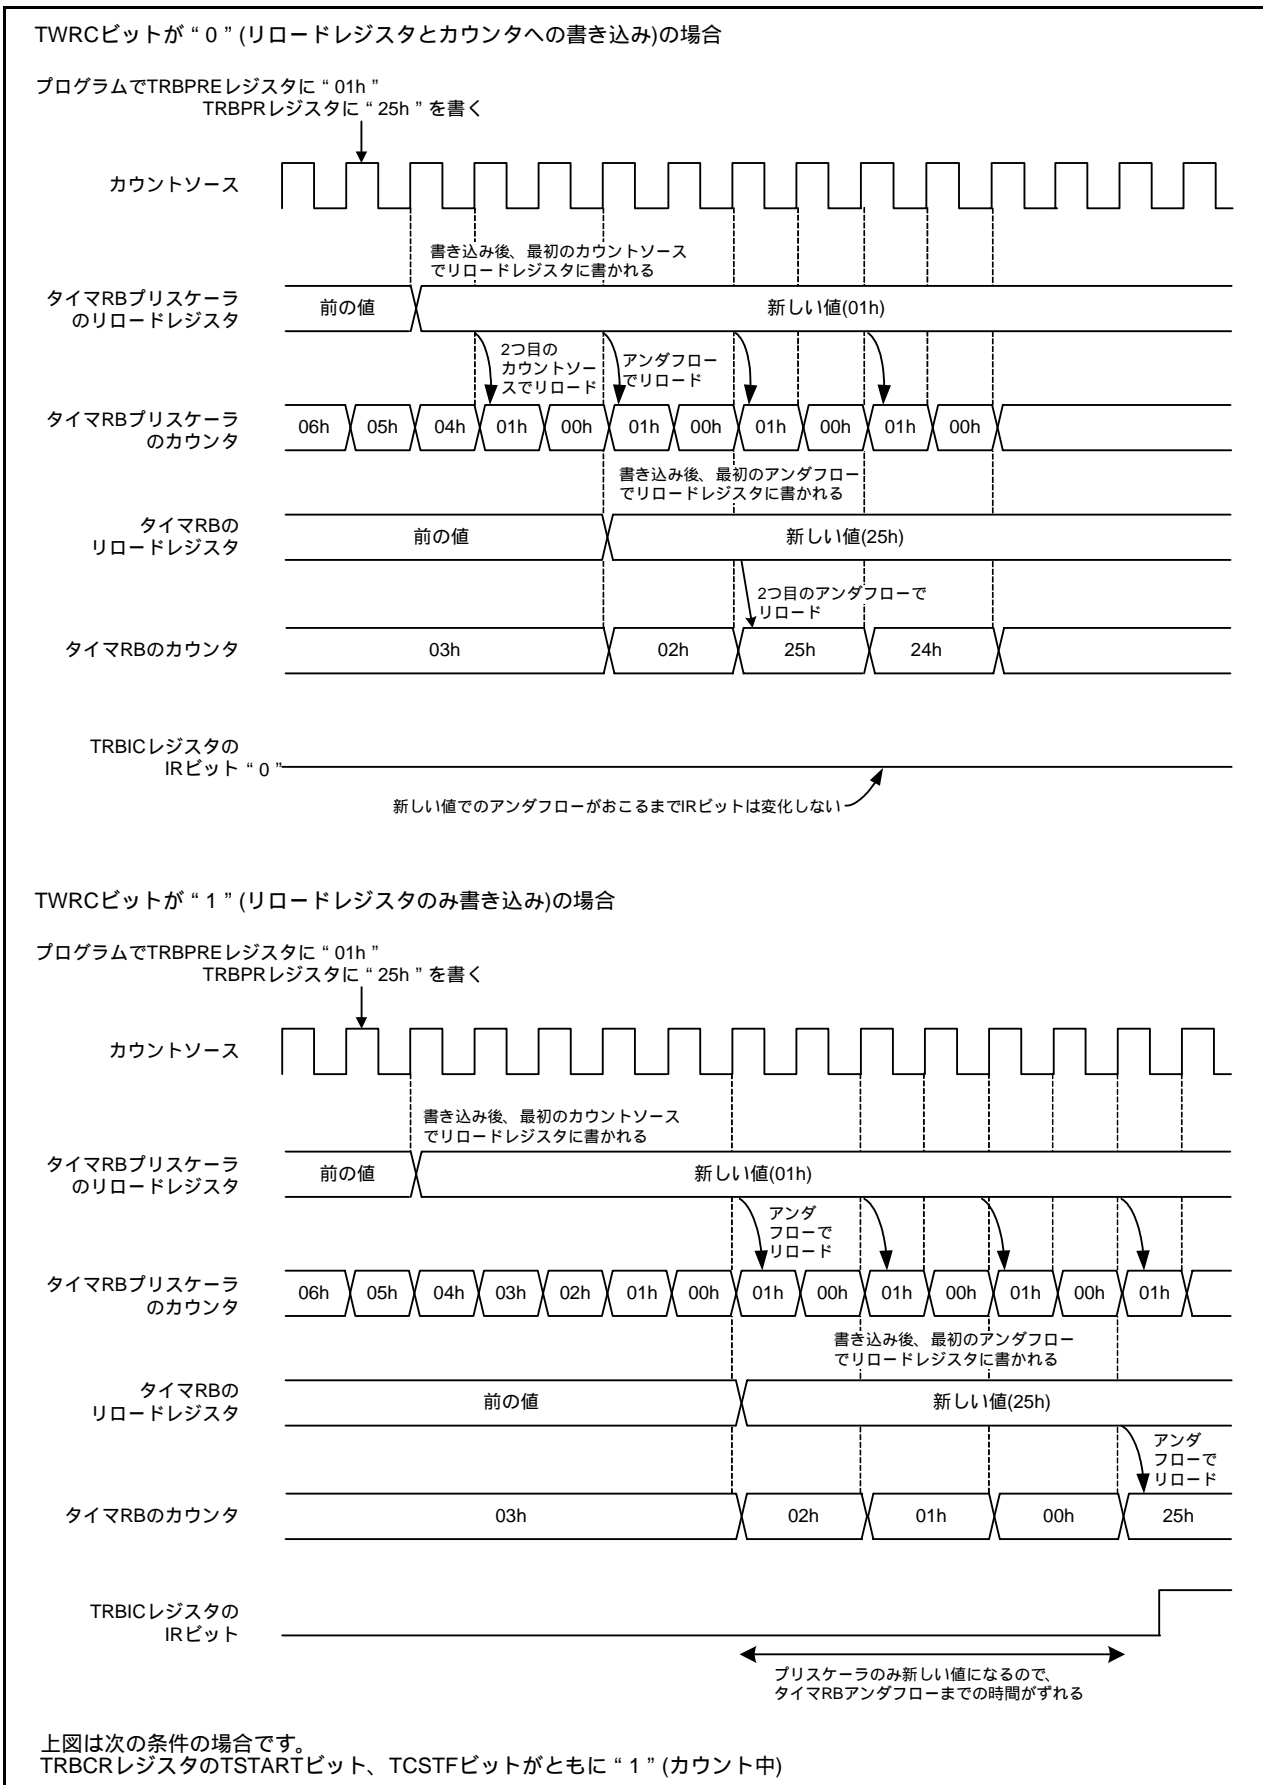 TWRCビットが“0”(リロードレジスタとカウンタへの書き込み)の場合
プログラムでTRBPREレジスタに“01h”
TRBPRレジスタに“25h”を書く
カウントソース
書き込み後、最初のカウントソース
でリロードレジスタに書かれる
タイマRBプリスケーラ
のリロードレジスタ
前の値
新しい値(01h)
2つ目の
カウントソー
スでリロード
アンダフロー
でリロード
タイマRBプリスケーラ
のカウンタ
06h 05h 04h 01h 00h 01h 00h 01h 00h 01h 00h
書き込み後、最初のアンダフロー
でリロードレジスタに書かれる
タイマRBの
リロードレジスタ
前の値
新しい値(25h)
2つ目のアンダフローで
リロード
タイマRBのカウンタ
03h 02h 25h 24h
TRBICレジスタの
IRビット“0”
新しい値でのアンダフローがおこるまでIRビットは変化しない
TWRCビットが“1”(リロードレジスタのみ書き込み)の場合
プログラムでTRBPREレジスタに“01h”
TRBPRレジスタに“25h”を書く
カウントソース
書き込み後、最初のカウントソース
でリロードレジスタに書かれる
タイマRBプリスケーラ
のリロードレジスタ
前の値
新しい値(01h)
アンダ
フローで
リロード
タイマRBプリスケーラ
のカウンタ
06h 05h 04h 03h 02h 01h 00h 01h 00h 01h 00h 01h 00h 01h
書き込み後、最初のアンダフロー
でリロードレジスタに書かれる
タイマRBの
リロードレジスタ
前の値
新しい値(25h)
アンダ
フローで
リロード
タイマRBのカウンタ
03h 02h 01h 00h 25h
TRBICレジスタの
IRビット
プリスケーラのみ新しい値になるので、
タイマRBアンダフローまでの時間がずれる
上図は次の条件の場合です。
TRBCRレジスタのTSTARTビット、TCSTFビットがともに“1”(カウント中)